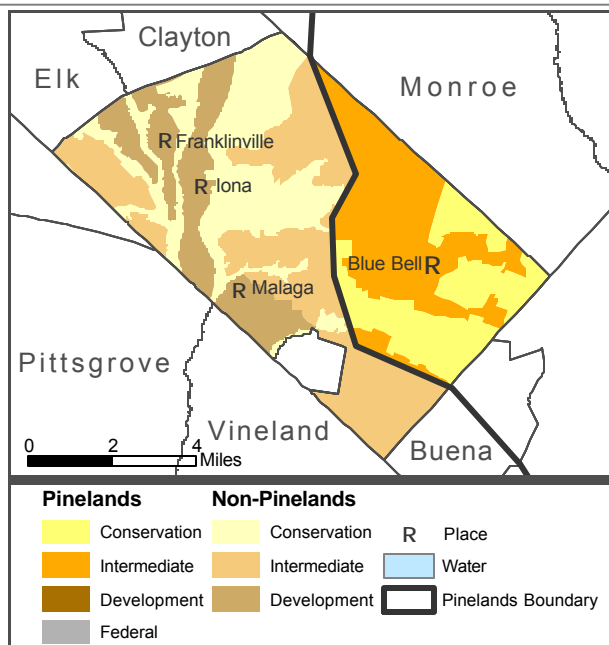 Clayton
Elk
Monroe
R Franklinville
R Iona
Blue Bell R
R Malaga
Pittsgrove
Vineland
Buena
0 2 4
Miles
Pinelands Non-Pinelands
Conservation Conservation R Place
Intermediate Intermediate Water
Development Development Pinelands Boundary
Federal